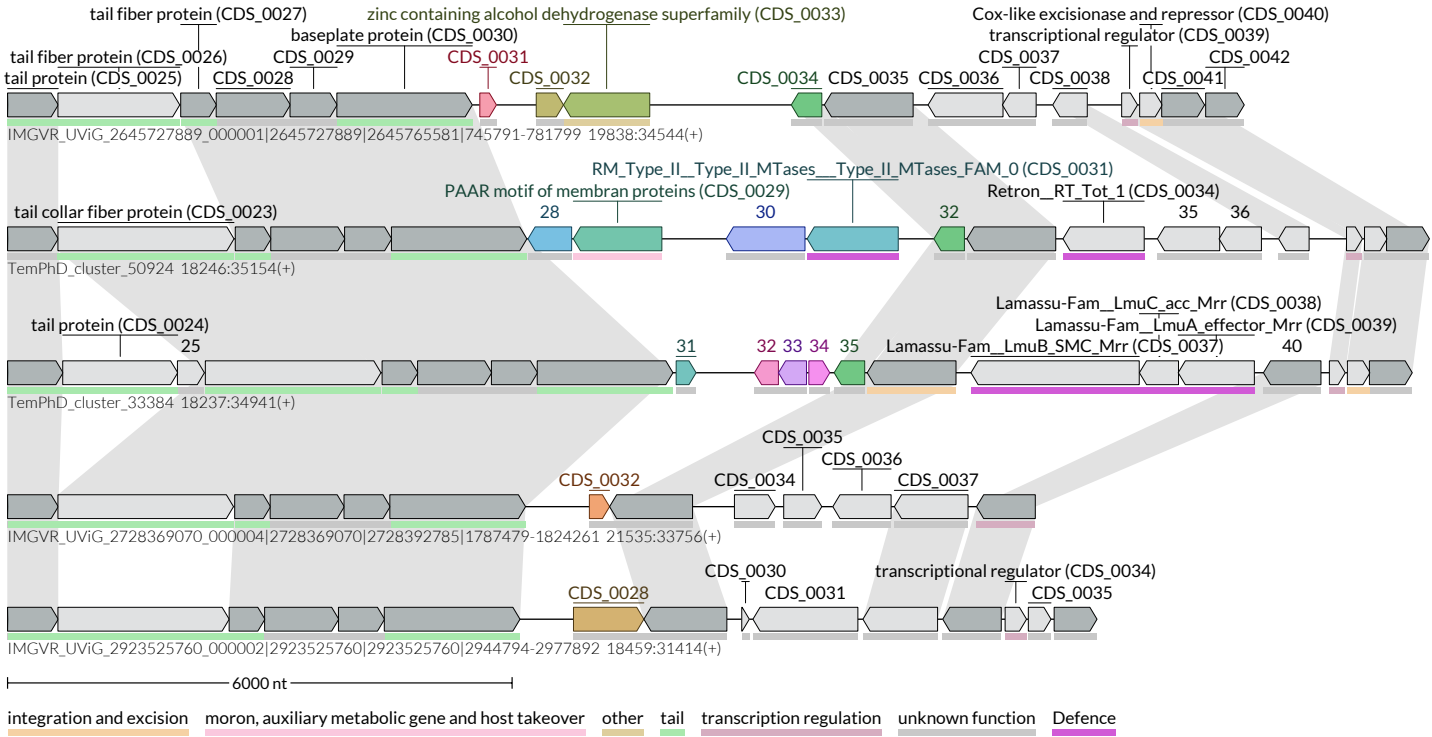 tail fiber protein (CDS_0027)
zinc containing alcohol dehydrogenase superfamily (CDS_0033)
Cox-like excisionase and repressor (CDS_0040)
baseplate protein (CDS_0030)
transcriptional regulator (CDS_0039)
tail fiber protein (CDS_0026)
CDS_0029
CDS_0031
CDS_0037
CDS_0042
tail protein (CDS_0025)
CDS_0028
CDS_0032
CDS_0034
CDS_0035
CDS_0036
CDS_0038
CDS_0041
IMGVR_UViG_2645727889_000001|2645727889|2645765581|745791-781799 19838:34544(+)
RM_Type_II__Type_II_MTases__Type_II_MTases_FAM_0 (CDS_0031)
PAAR motif of membran proteins (CDS_0029)
Retron__RT_Tot_1 (CDS_0034)
tail collar fiber protein (CDS_0023)
28
30
32
35
36
TemPhD_cluster_50924 18246:35154(+)
Lamassu-Fam__LmuC_acc_Mrr (CDS_0038)
tail protein (CDS_0024)
Lamassu-Fam__LmuA_effector_Mrr (CDS_0039)
25
31
32
33
34
35
Lamassu-Fam__LmuB_SMC_Mrr (CDS_0037)
40
TemPhD_cluster_33384 18237:34941(+)
CDS_0035
CDS_0036
CDS_0032
CDS_0034
CDS_0037
IMGVR_UViG_2728369070_000004|2728369070|2728392785|1787479-1824261 21535:33756(+)
CDS_0030
transcriptional regulator (CDS_0034)
CDS_0028
CDS_0031
CDS_0035
IMGVR_UViG_2923525760_000002|2923525760|2923525760|2944794-2977892 18459:31414(+)
6000 nt
integration and excision
moron, auxiliary metabolic gene and host takeover
other
tail
transcription regulation
unknown function
Defence